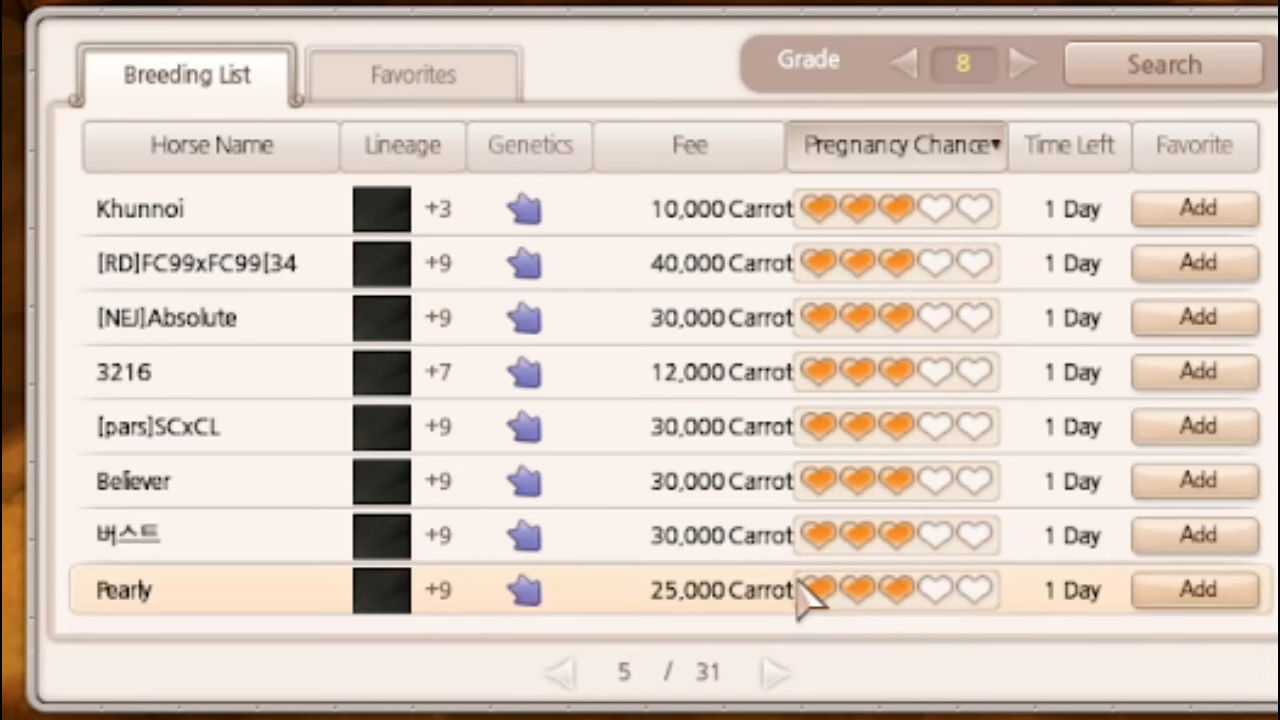 Breeding List Favorites Grade 8 Search
Horse Name Lineage Genetics Fee Pregnancy Chance Time Left Favorite
Khunnoi +3 10,000 Carrot 1 Day Add
[RD]FC99xFC99[34 +9 40,000 Carrot 1 Day Add
[NEJ]Absolute +9 30,000 Carrot 1 Day Add
3216 +7 12,000 Carrot 1 Day Add
[pars]SCxCL +9 30,000 Carrot 1 Day Add
Believer +9 30,000 Carrot 1 Day Add
버스트 +9 30,000 Carrot 1 Day Add
Pearly +9 25,000 Carrot 1 Day Add
5 / 31